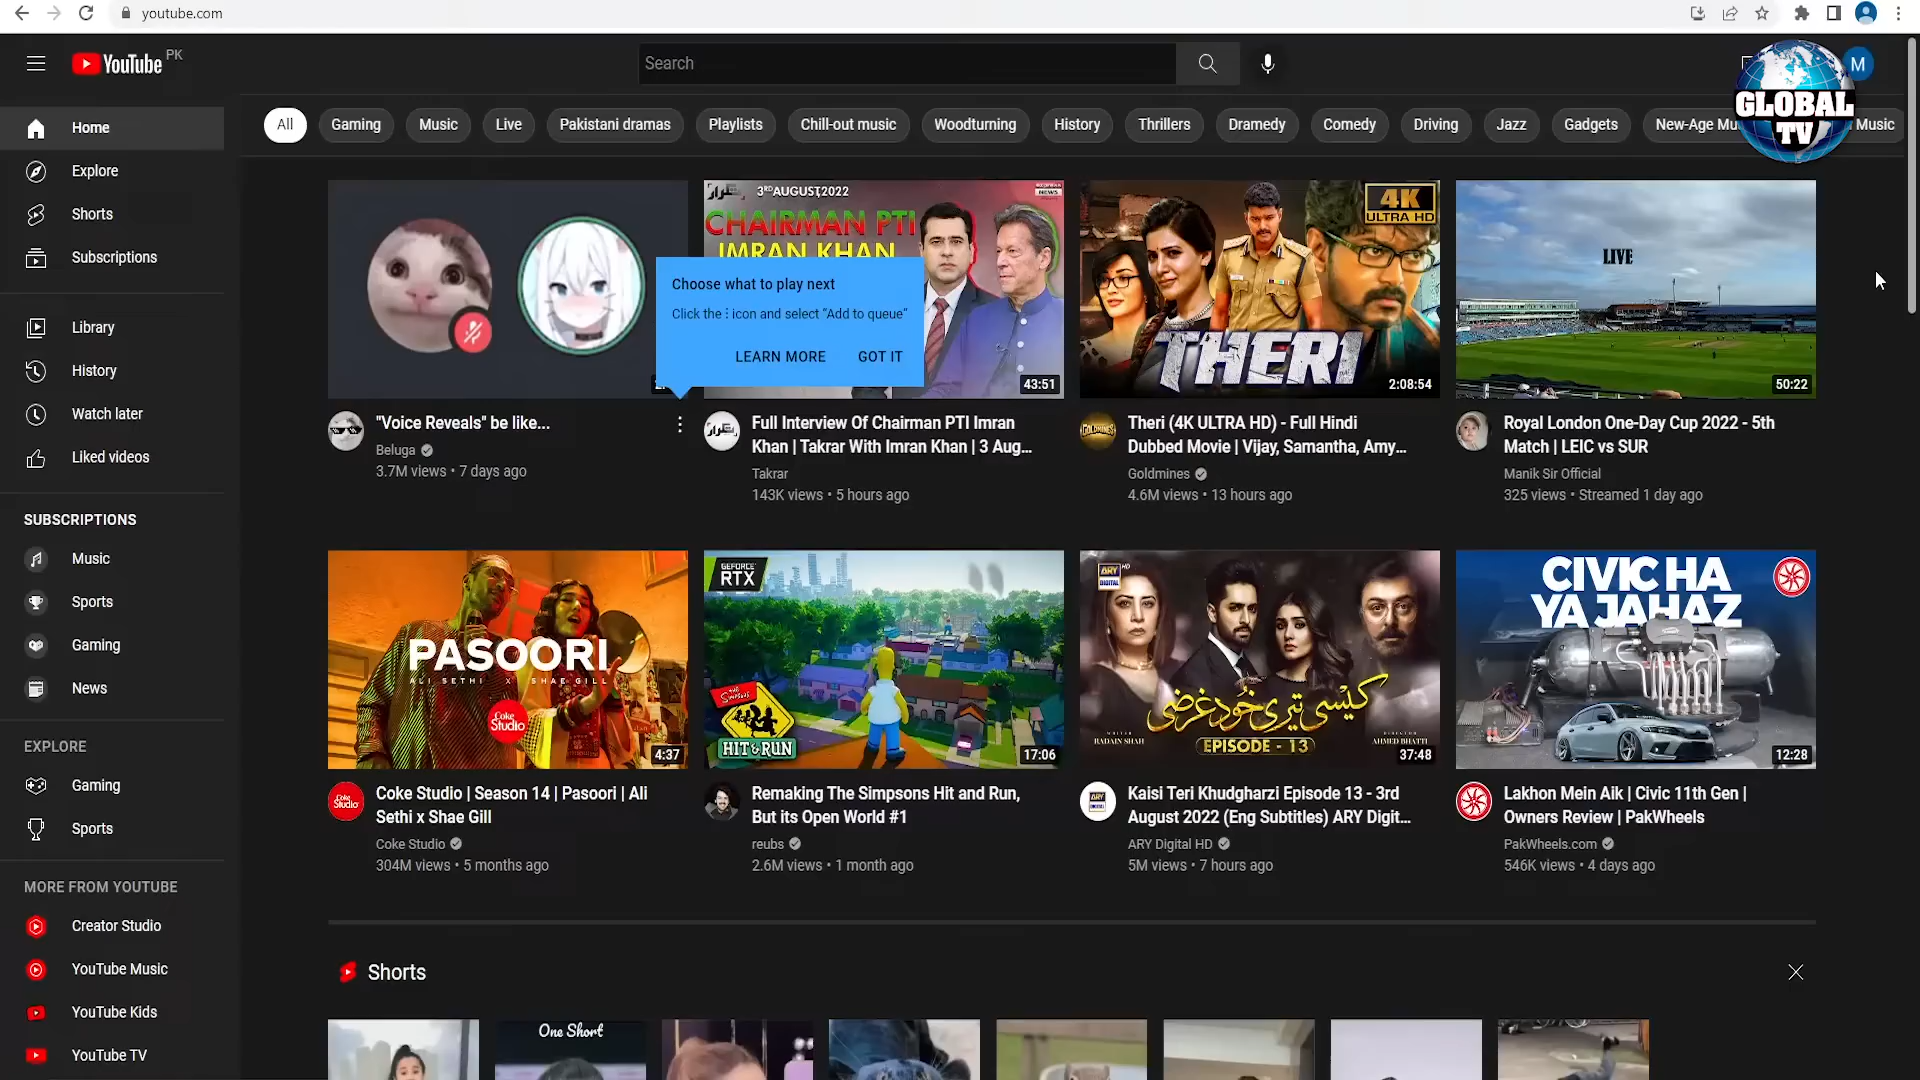 youtube.com
YouTube PK
Search
M
GLOBAL
TV
Home
Explore
Shorts
Subscriptions
Library
History
Watch later
Liked videos
SUBSCRIPTIONS
Music
Sports
Gaming
News
EXPLORE
Gaming
Sports
MORE FROM YOUTUBE
Creator Studio
YouTube Music
YouTube Kids
YouTube TV
All Gaming Music Live Pakistani dramas Playlists Chill-out music Woodturning History Thrillers Dramedy Comedy Driving Jazz Gadgets New-Age Music
3RD AUGUST, 2022
NEWS
CHAIRMAN PTI
IMRAN KHAN
43:51
Choose what to play next
Click the ⋮ icon and select "Add to queue"
LEARN MORE GOT IT
4K
ULTRA HD
THERI
2:08:54
LIVE
50:22
"Voice Reveals" be like...
Beluga
3.7M views • 7 days ago
Full Interview Of Chairman PTI Imran
Khan | Takrar With Imran Khan | 3 Aug...
Takrar
143K views • 5 hours ago
Theri (4K ULTRA HD) - Full Hindi
Dubbed Movie | Vijay, Samantha, Amy...
Goldmines
4.6M views • 13 hours ago
Royal London One-Day Cup 2022 - 5th
Match | LEIC vs SUR
Manik Sir Official
325 views • Streamed 1 day ago
PASOORI
ALI SETHI X SHAE GILL
Coke
Studio
4:37
GEFORCE
RTX
The Simpsons
HIT & RUN
17:06
ARY
DIGITAL
HD
کیسی تیری خودغرضی
WRITER
RADAIN SHAH
EPISODE - 13
DIRECTOR
AHMED BHATTI
37:48
CIVIC HA
YA JAHAZ
12:28
Coke Studio | Season 14 | Pasoori | Ali
Sethi x Shae Gill
Coke Studio
304M views • 5 months ago
Remaking The Simpsons Hit and Run,
But its Open World #1
reubs
2.6M views • 1 month ago
Kaisi Teri Khudgharzi Episode 13 - 3rd
August 2022 (Eng Subtitles) ARY Digit...
ARY Digital HD
5M views • 7 hours ago
Lakhon Mein Aik | Civic 11th Gen |
Owners Review | PakWheels
PakWheels.com
546K views • 4 days ago
Shorts
One Short